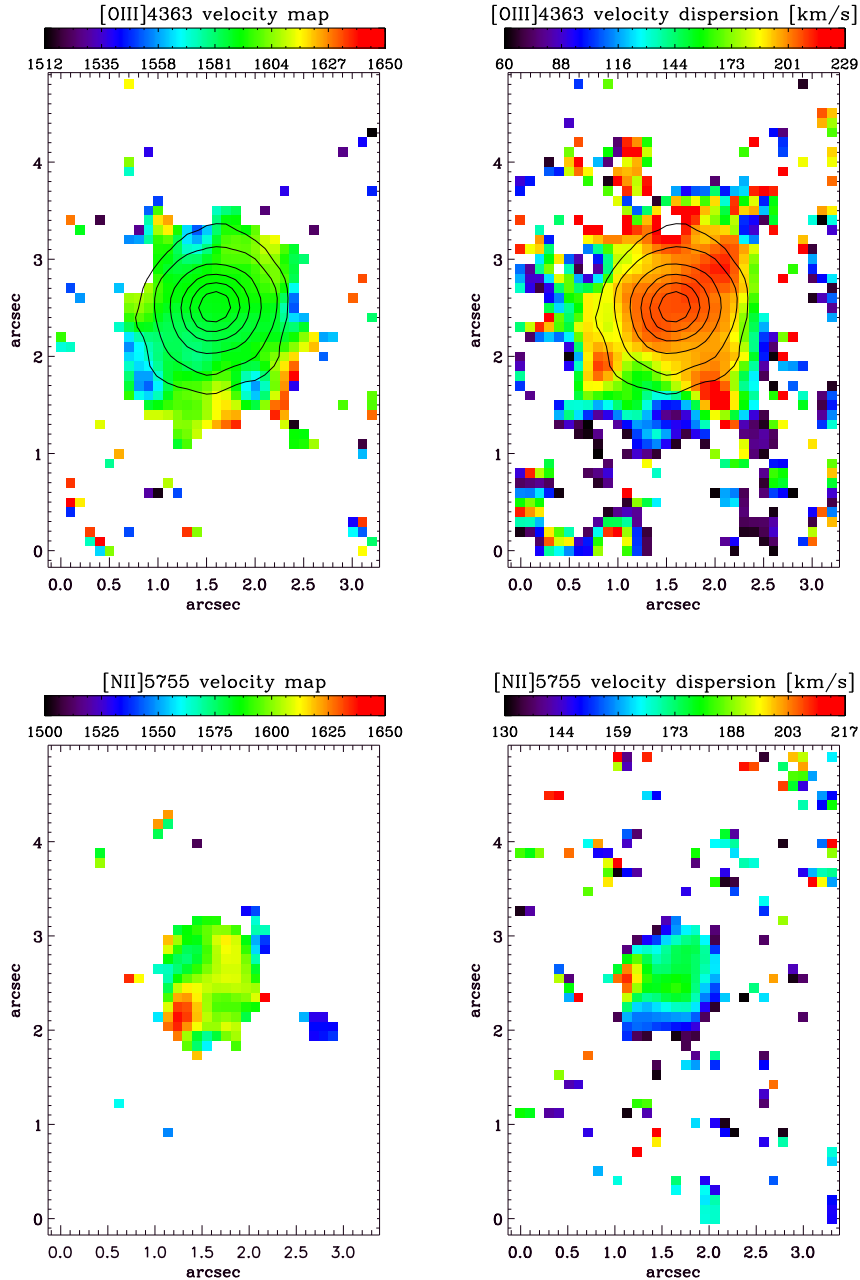 [OIII]4363 velocity map
1512 1535 1558 1581 1604 1627 1650
4
3
2
1
0
arcsec
0.0 0.5 1.0 1.5 2.0 2.5 3.0
arcsec
[OIII]4363 velocity dispersion [km/s]
60 88 116 144 173 201 229
4
3
2
1
0
arcsec
0.0 0.5 1.0 1.5 2.0 2.5 3.0
arcsec
[NII]5755 velocity map
1500 1525 1550 1575 1600 1625 1650
4
3
2
1
0
arcsec
0.0 0.5 1.0 1.5 2.0 2.5 3.0
arcsec
[NII]5755 velocity dispersion [km/s]
130 144 159 173 188 203 217
4
3
2
1
0
arcsec
0.0 0.5 1.0 1.5 2.0 2.5 3.0
arcsec